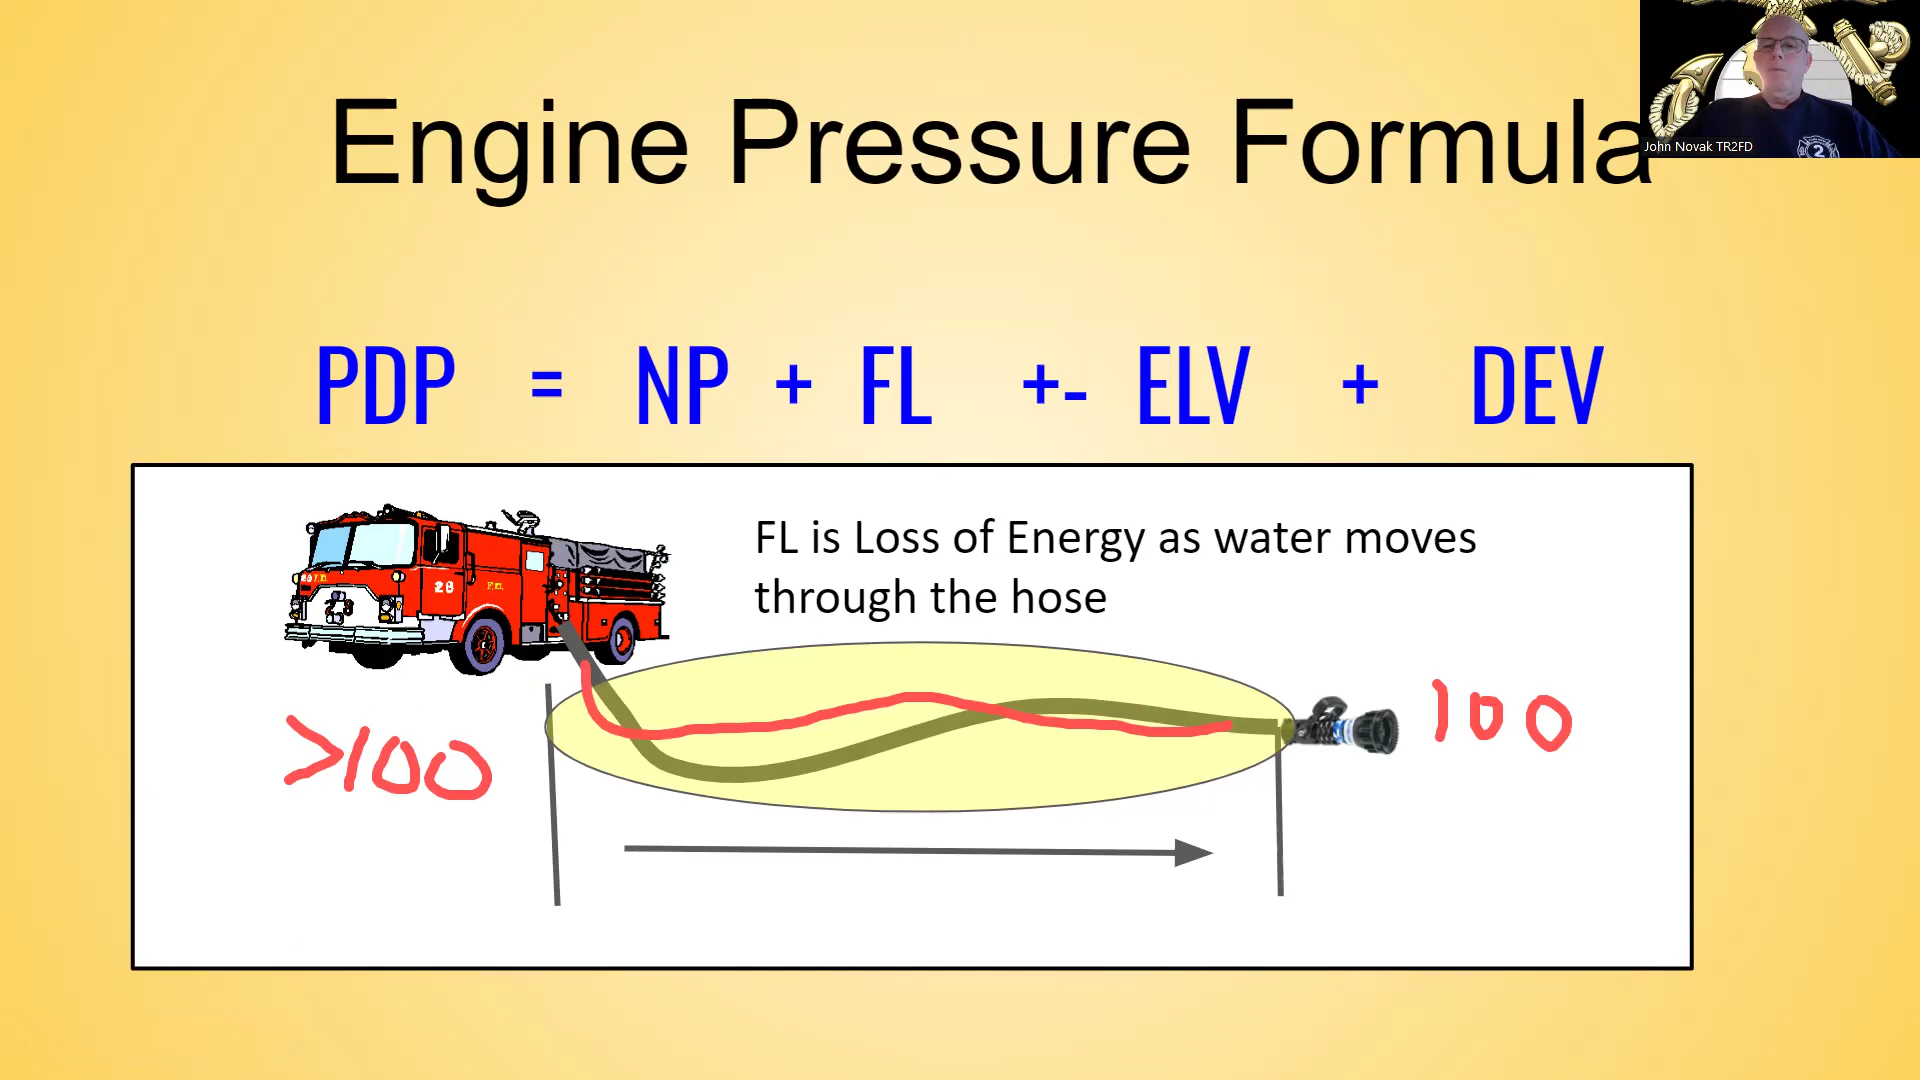 Engine Pressure Formula
John Novak TR2FD
2
PDP = NP + FL +- ELV + DEV
FL is Loss of Energy as water moves
through the hose
28
F.D.
>100
100